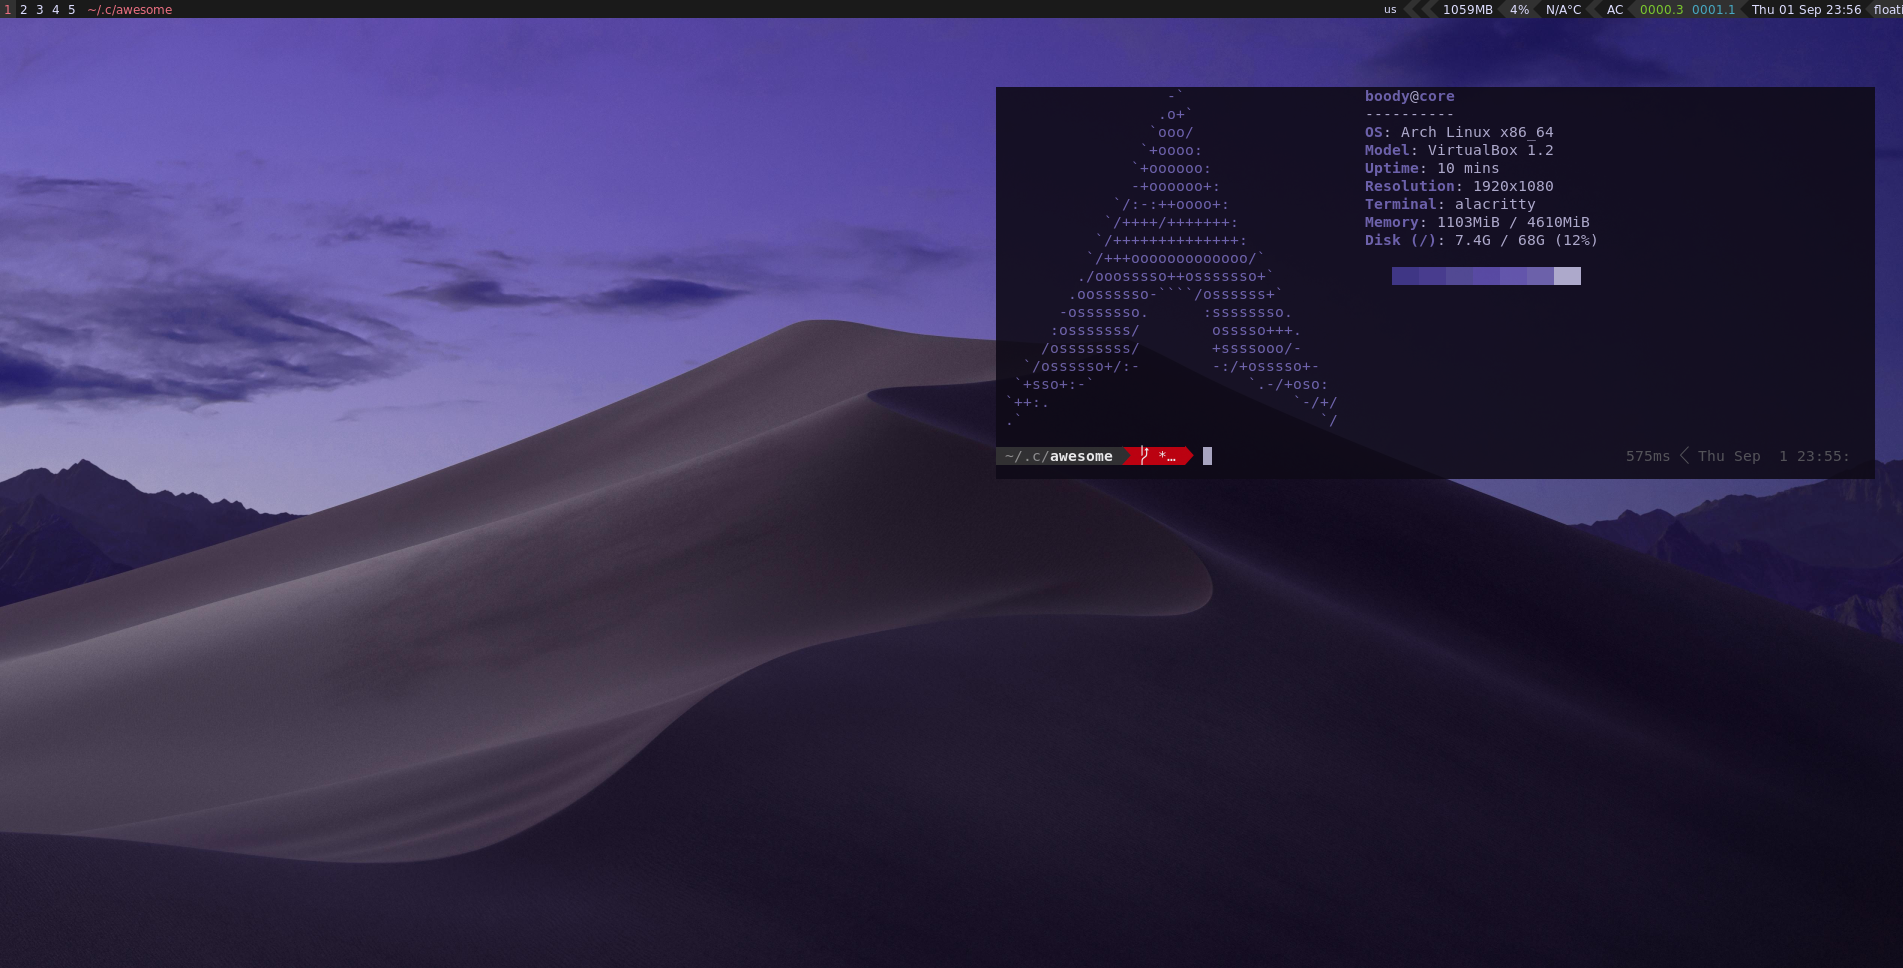 1 2 3 4 5 ~/.c/awesome us 1059MB 4% N/A°C AC 0000.3 0001.1 Thu 01 Sep 23:56 floati
                  -`
                 .o+`
                `ooo/
               `+oooo:
              `+oooooo:
              -+oooooo+:
            `/:-:++oooo+:
           `/++++/+++++++:
          `/++++++++++++++:
         `/+++ooooooooooooo/`
        ./ooosssso++osssssso+`
       .oossssso-````/ossssss+`
      -osssssso.      :ssssssso.
     :osssssss/        osssso+++.
    /ossssssss/        +ssssooo/-
  `/ossssso+/:-        -:/+osssso+-
 `+sso+:-`                 `.-/+oso:
`++:.                           `-/+/
.`                                 `/
boody@core
----------
OS: Arch Linux x86_64
Model: VirtualBox 1.2
Uptime: 10 mins
Resolution: 1920x1080
Terminal: alacritty
Memory: 1103MiB / 4610MiB
Disk (/): 7.4G / 68G (12%)
~/.c/awesome *… 575ms Thu Sep  1 23:55: